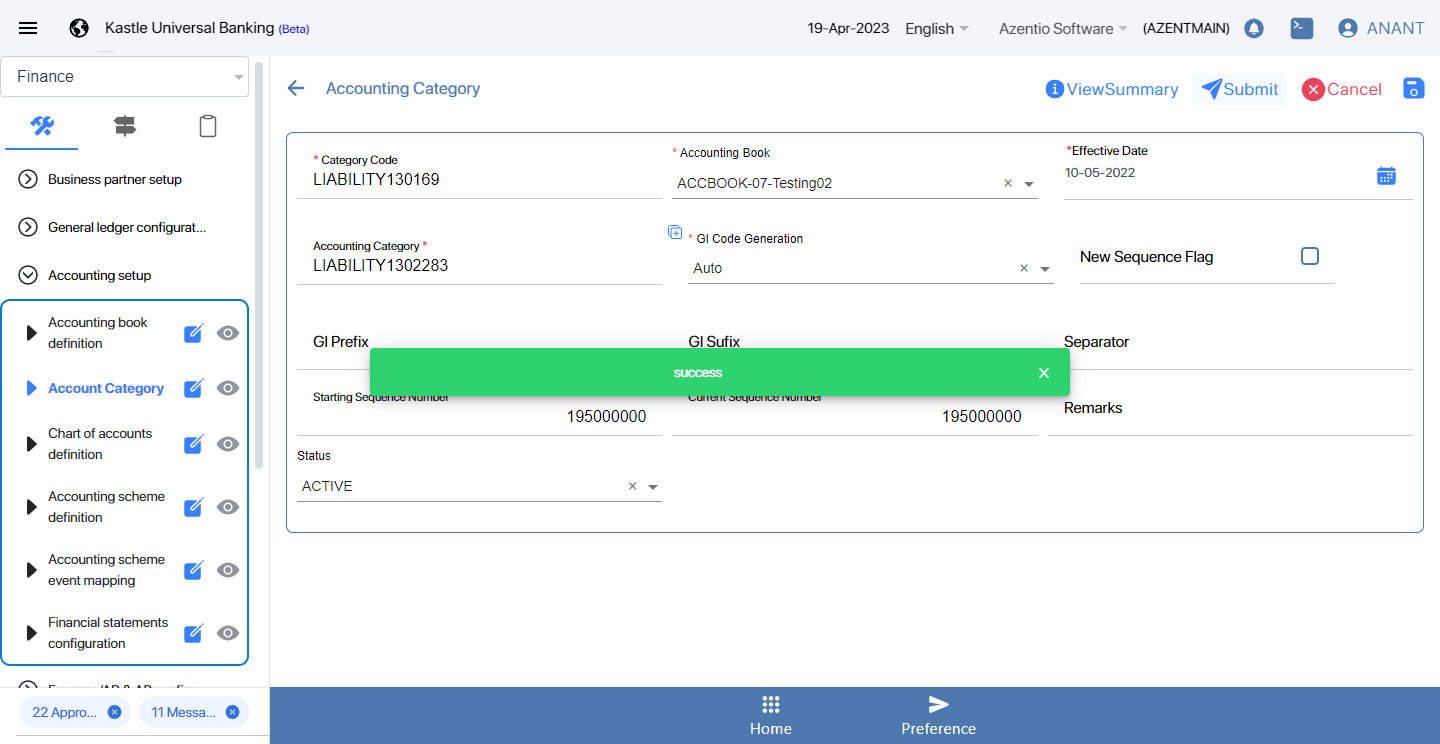 Kastle Universal Banking (Beta)
19-Apr-2023
English
Azentio Software
(AZENTMAIN)
ANANT
Finance
Business partner setup
General ledger configurat...
Accounting setup
Accounting book
definition
Account Category
Chart of accounts
definition
Accounting scheme
definition
Accounting scheme
event mapping
Financial statements
configuration
22 Appro...
11 Messa...
Accounting Category
ViewSummary
Submit
Cancel
* Category Code
LIABILITY130169
* Accounting Book
ACCBOOK-07-Testing02
*Effective Date
10-05-2022
Accounting Category *
LIABILITY1302283
* GI Code Generation
Auto
New Sequence Flag
GI Prefix
GI Sufix
Separator
success
Starting Sequence Number
195000000
Current Sequence Number
195000000
Remarks
Status
ACTIVE
Home
Preference